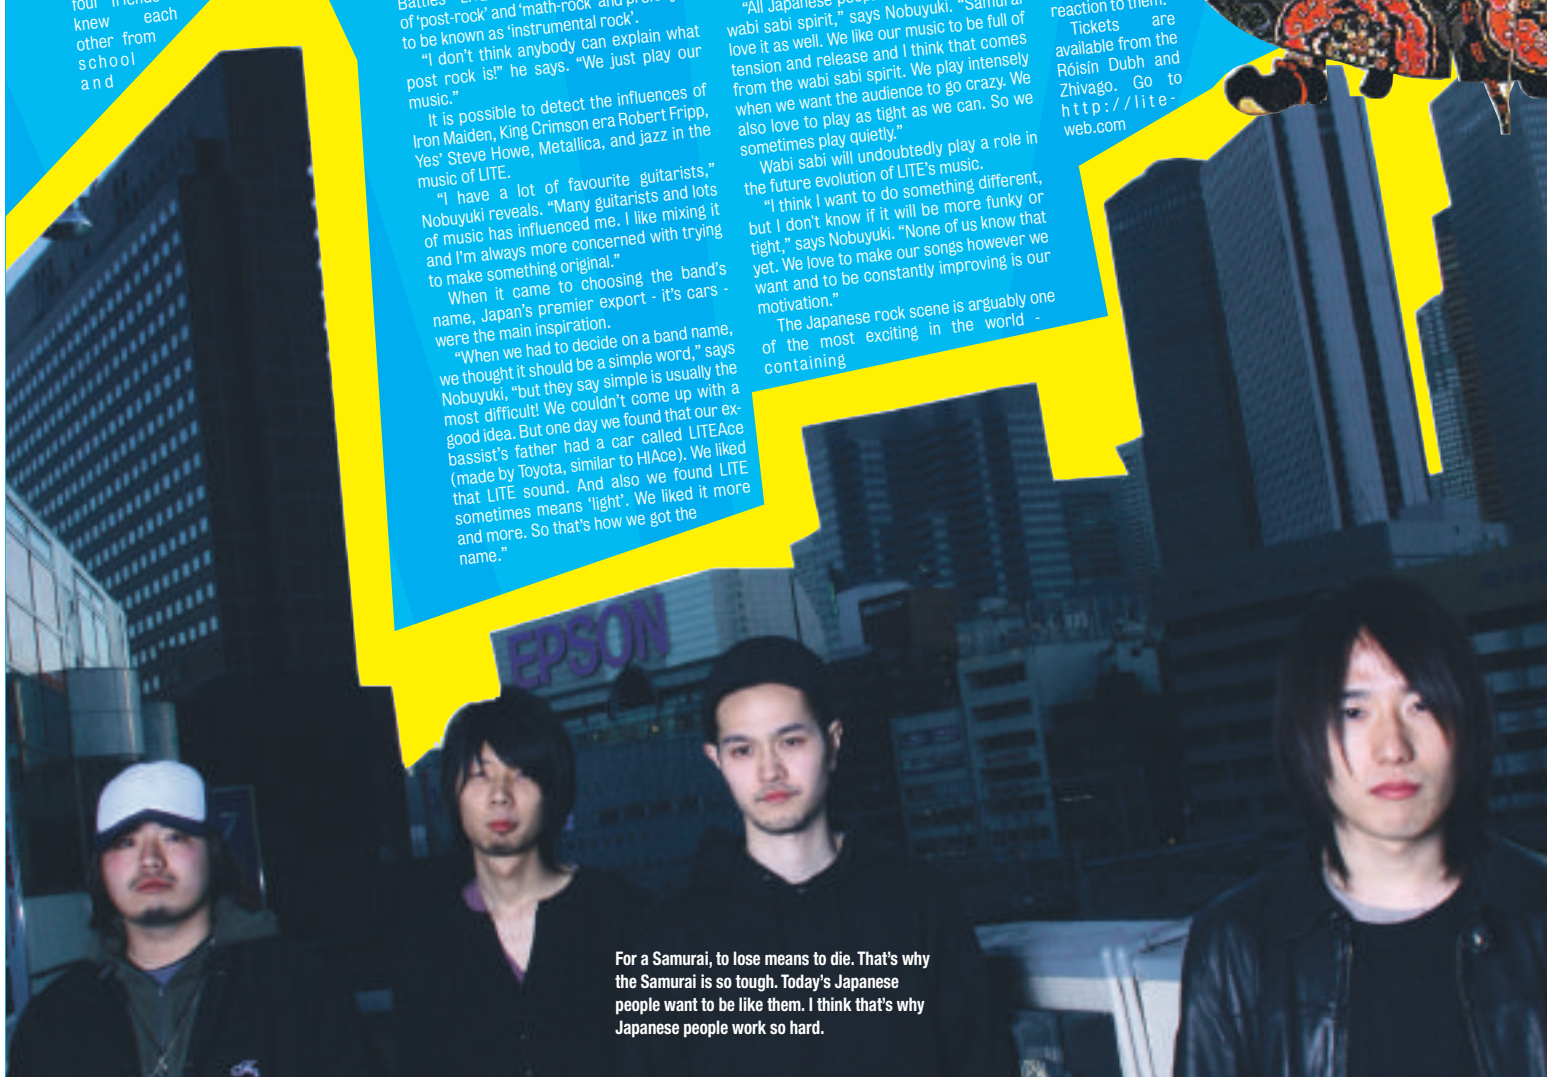 four friends
knew each
other from
school
and
of ‘post-rock’ and ‘math-rock’ and
to be known as ‘instrumental rock’.
“I don’t think anybody can explain what
post rock is!” he says. “We just play our
music.”
It is possible to detect the influences of
Iron Maiden, King Crimson era Robert Fripp,
Yes’ Steve Howe, Metallica, and jazz in the
music of LITE.
“I have a lot of favourite guitarists,”
Nobuyuki reveals. “Many guitarists and lots
of music has influenced me. I like mixing it
and I’m always more concerned with trying
to make something original.”
When it came to choosing the band’s
name, Japan’s premier export - it’s cars -
were the main inspiration.
“When we had to decide on a band name,
we thought it should be a simple word,” says
Nobuyuki, “but they say simple is usually the
most difficult! We couldn’t come up with a
good idea. But one day we found that our ex-
bassist’s father had a car called LITEAce
(made by Toyota, similar to HIAce). We liked
that LITE sound. And also we found LITE
sometimes means ‘light’. We liked it more
and more. So that’s how we got the
name.”
“All Japanese
wabi sabi spirit,” says Nobuyuki. “Samurai
love it as well. We like our music to be full of
tension and release and I think that comes
from the wabi sabi spirit. We play intensely
when we want the audience to go crazy. We
also love to play as tight as we can. So we
sometimes play quietly.”
Wabi sabi will undoubtedly play a role in
the future evolution of LITE’s music.
“I think I want to do something different,
but I don't know if it will be more funky or
tight,” says Nobuyuki. “None of us know that
yet. We love to make our songs however we
want and to be constantly improving is our
motivation.”
The Japanese rock scene is arguably one
of the most exciting in the world -
containing
reaction to them.
Tickets are
available from the
Róisín Dubh and
Zhivago. Go to
http://lite-
web.com
EPSON
For a Samurai, to lose means to die. That’s why
the Samurai is so tough. Today’s Japanese
people want to be like them. I think that’s why
Japanese people work so hard.